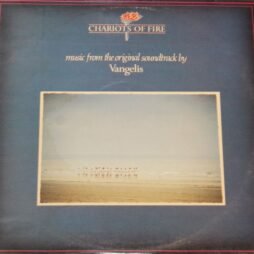 CHARIOTS OF FIRE
music from the original soundtrack by
Vangelis